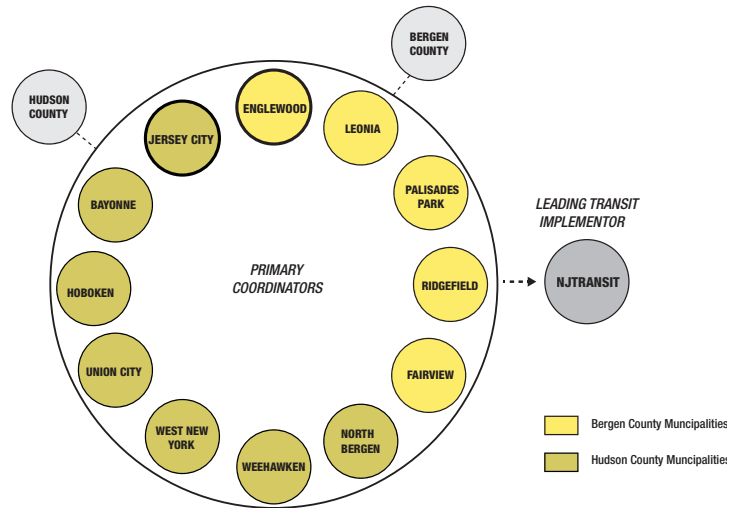 BERGEN
COUNTY
HUDSON
COUNTY
ENGLEWOOD
LEONIA
JERSEY CITY
PALISADES
PARK
BAYONNE
LEADING TRANSIT
IMPLEMENTOR
PRIMARY
COORDINATORS
HOBOKEN
RIDGEFIELD
NJTRANSIT
UNION CITY
FAIRVIEW
WEST NEW
YORK
NORTH
BERGEN
WEEHAWKEN
Bergen County Muncipalities
Hudson County Muncipalities